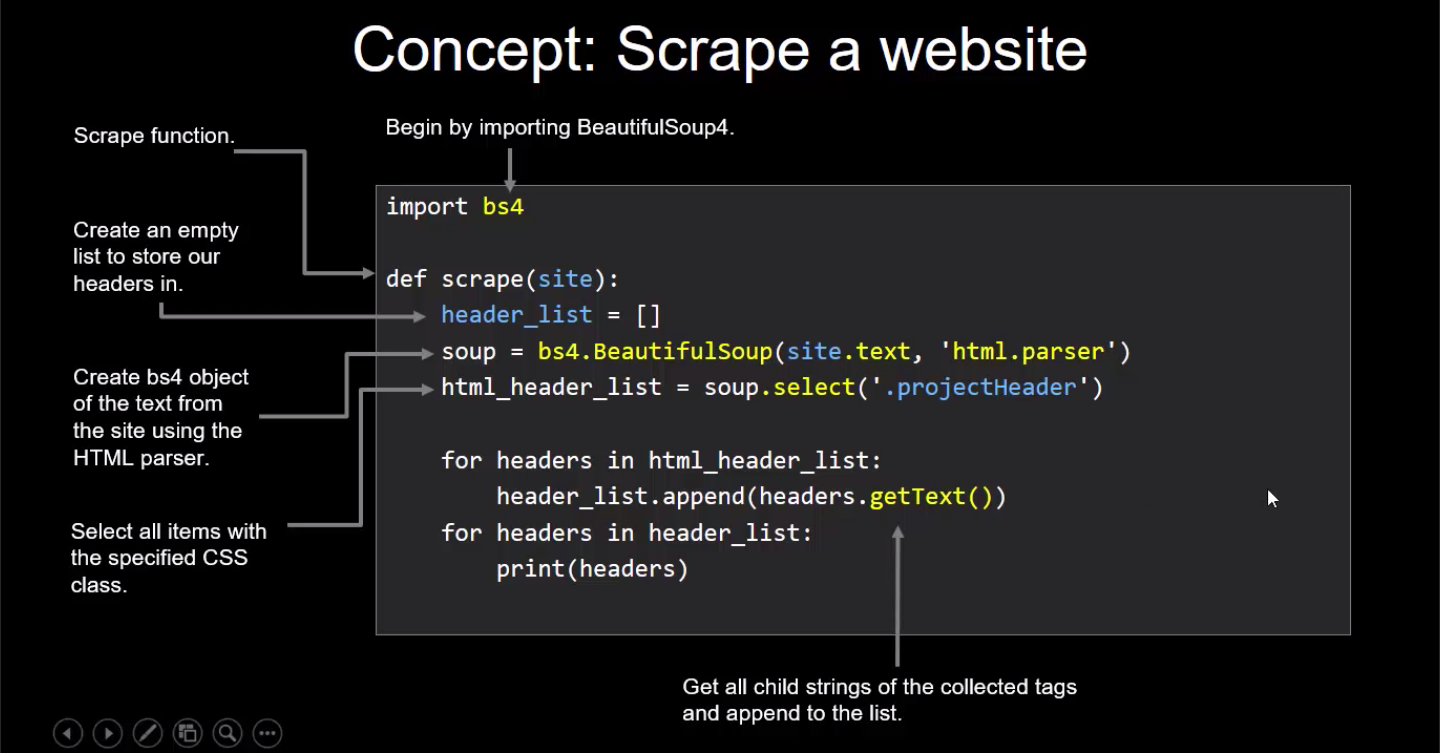 Concept: Scrape a website
Scrape function.
Begin by importing BeautifulSoup4.
Create an empty
list to store our
headers in.
Create bs4 object
of the text from
the site using the
HTML parser.
Select all items with
the specified CSS
class.
import bs4
def scrape(site):
header_list = []
soup = bs4.BeautifulSoup(site.text, 'html.parser')
html_header_list = soup.select('.projectHeader')
for headers in html_header_list:
header_list.append(headers.getText())
for headers in header_list:
print(headers)
Get all child strings of the collected tags
and append to the list.